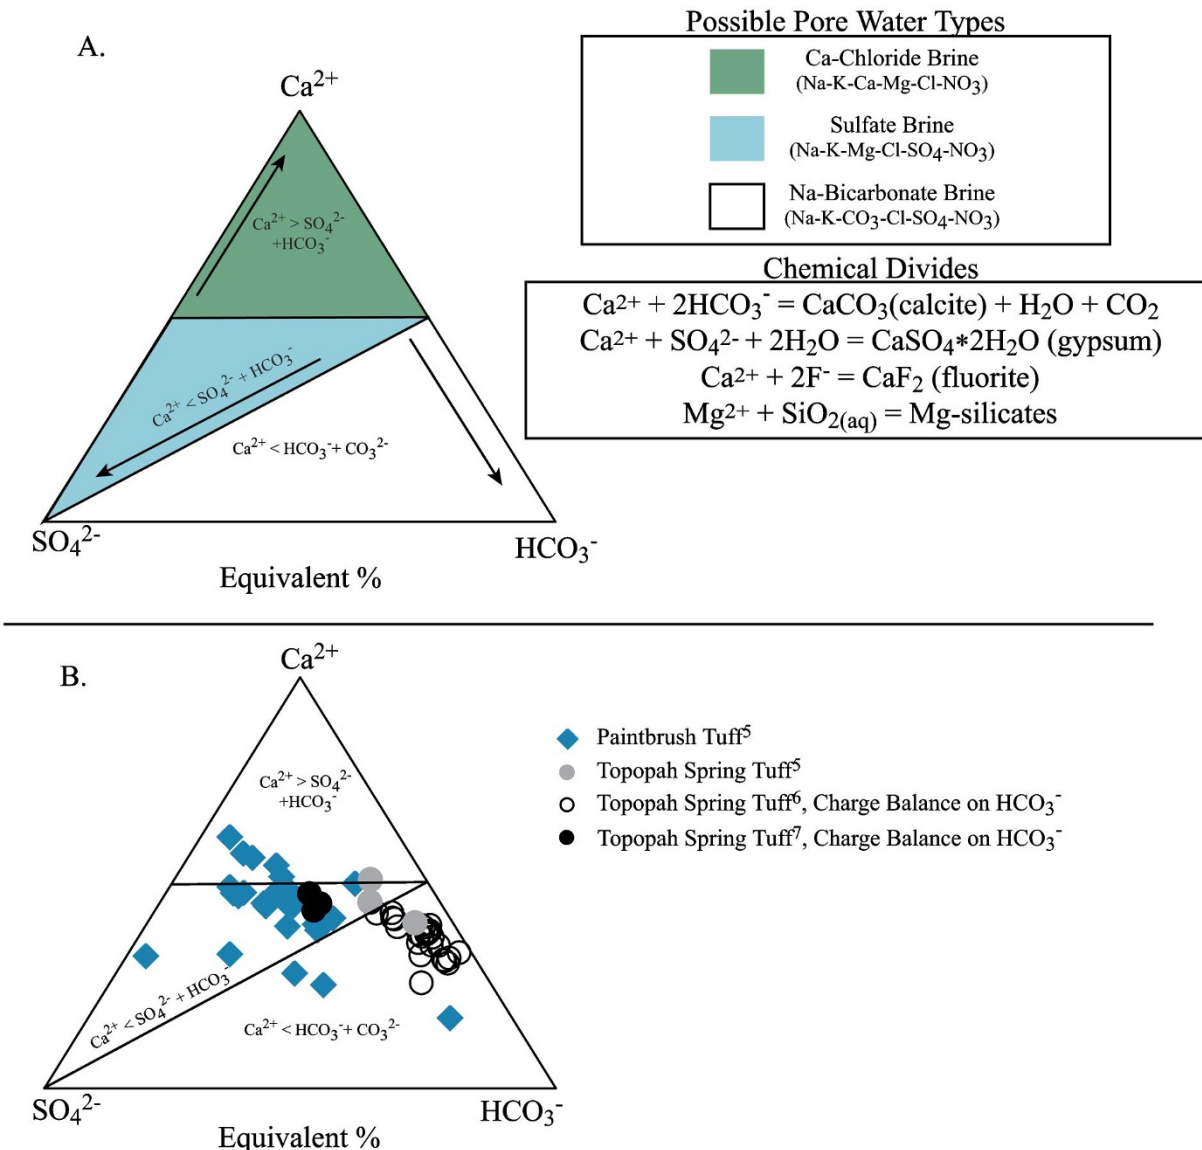 A.
Ca²⁺
Ca²⁺ > SO₄²⁻
+HCO₃⁻
Ca²⁺ < SO₄²⁻ + HCO₃⁻
Ca²⁺ < HCO₃⁻+ CO₃²⁻
SO₄²⁻
HCO₃⁻
Equivalent %
Possible Pore Water Types
Ca-Chloride Brine
(Na-K-Ca-Mg-Cl-NO₃)
Sulfate Brine
(Na-K-Mg-Cl-SO₄-NO₃)
Na-Bicarbonate Brine
(Na-K-CO₃-Cl-SO₄-NO₃)
Chemical Divides
Ca²⁺ + 2HCO₃⁻ = CaCO₃(calcite) + H₂O + CO₂
Ca²⁺ + SO₄²⁻ + 2H₂O = CaSO₄*2H₂O (gypsum)
Ca²⁺ + 2F⁻ = CaF₂ (fluorite)
Mg²⁺ + SiO₂₍aq₎ = Mg-silicates
B.
Ca²⁺
Ca²⁺ > SO₄²⁻
+HCO₃⁻
Ca²⁺ < SO₄²⁻ + HCO₃⁻
Ca²⁺ < HCO₃⁻+ CO₃²⁻
SO₄²⁻
HCO₃⁻
Equivalent %
Paintbrush Tuff⁵
Topopah Spring Tuff⁵
Topopah Spring Tuff⁶, Charge Balance on HCO₃⁻
Topopah Spring Tuff⁷, Charge Balance on HCO₃⁻